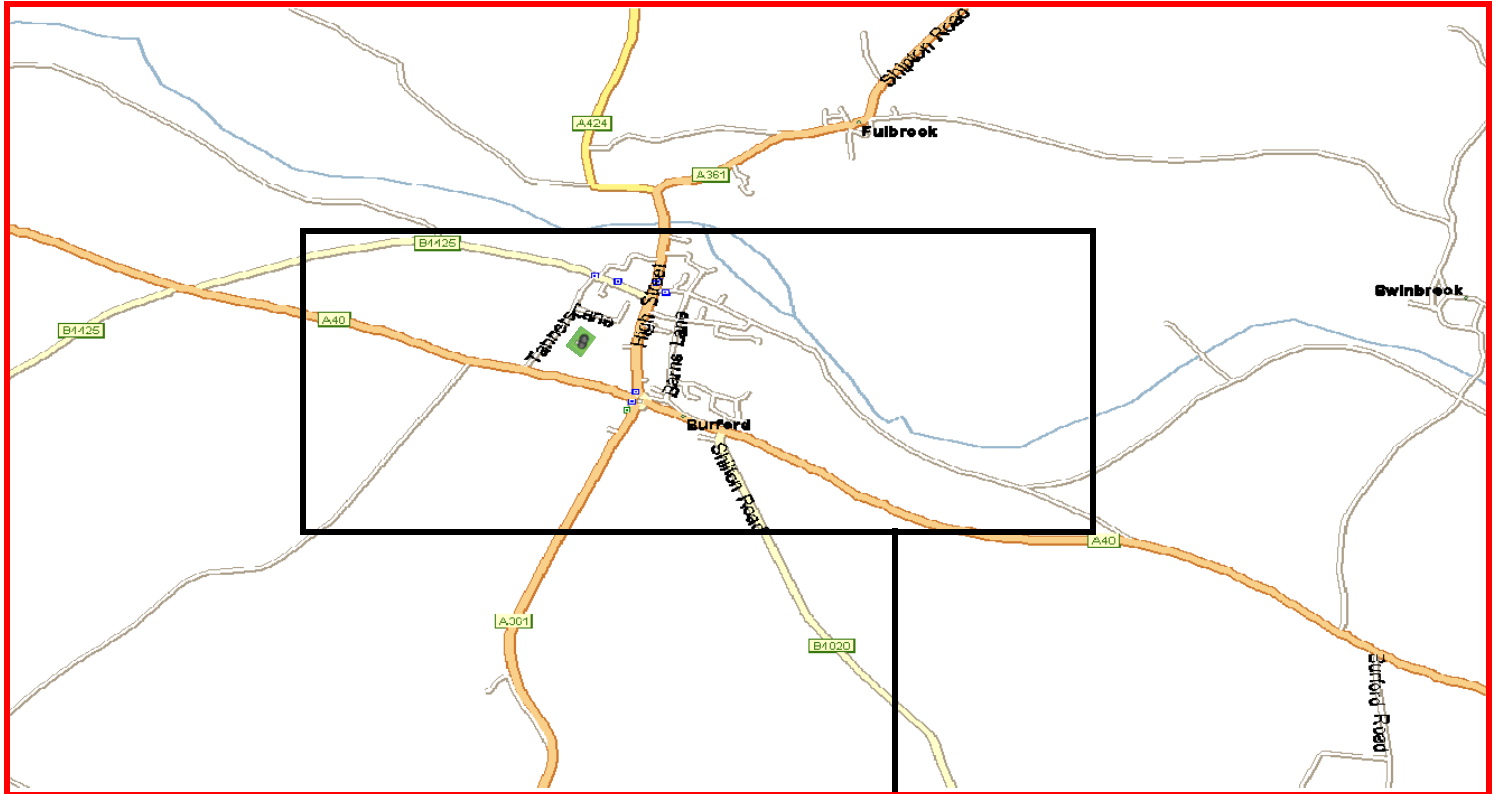 Shipton Road
A424
Fulbrook
A361
B4425
Swinbrook
High Street
A40
B4425
Tanners Lane
Barns Lane
9
Burford
Shilton Road
A40
A361
B4020
Burford Road